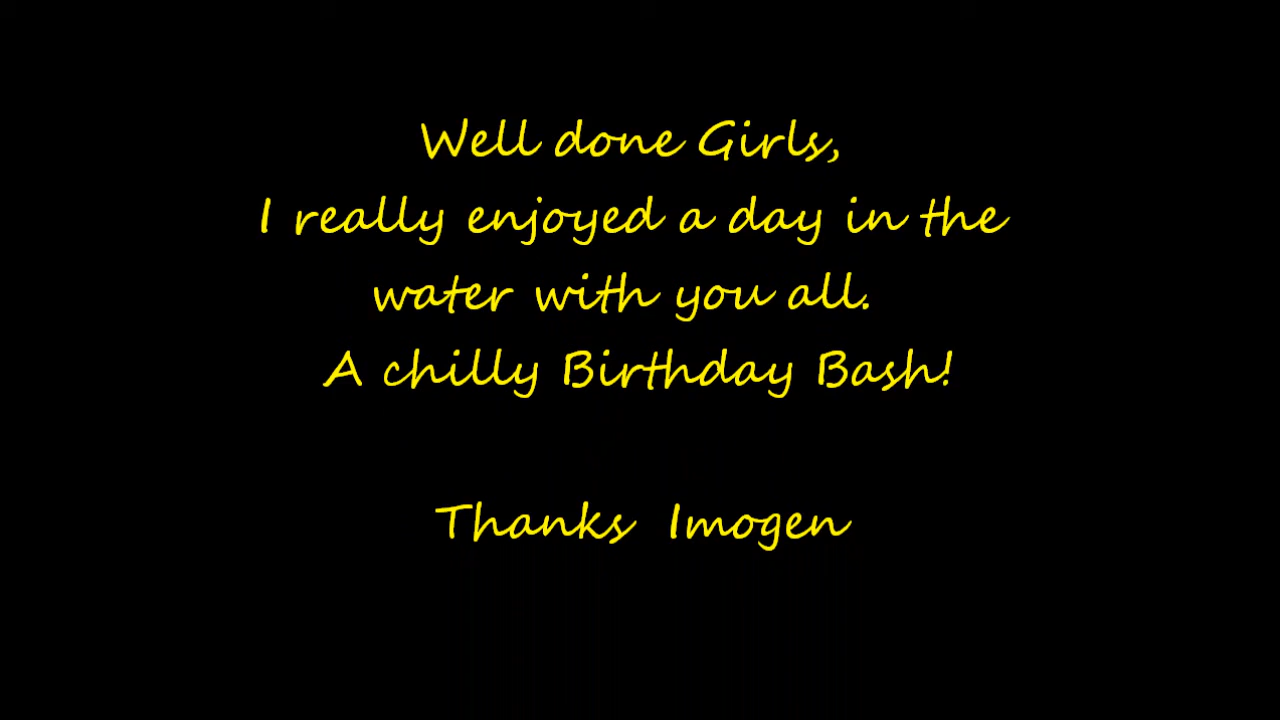 Well done Girls,
I really enjoyed a day in the
water with you all.
A chilly Birthday Bash!
Thanks Imogen